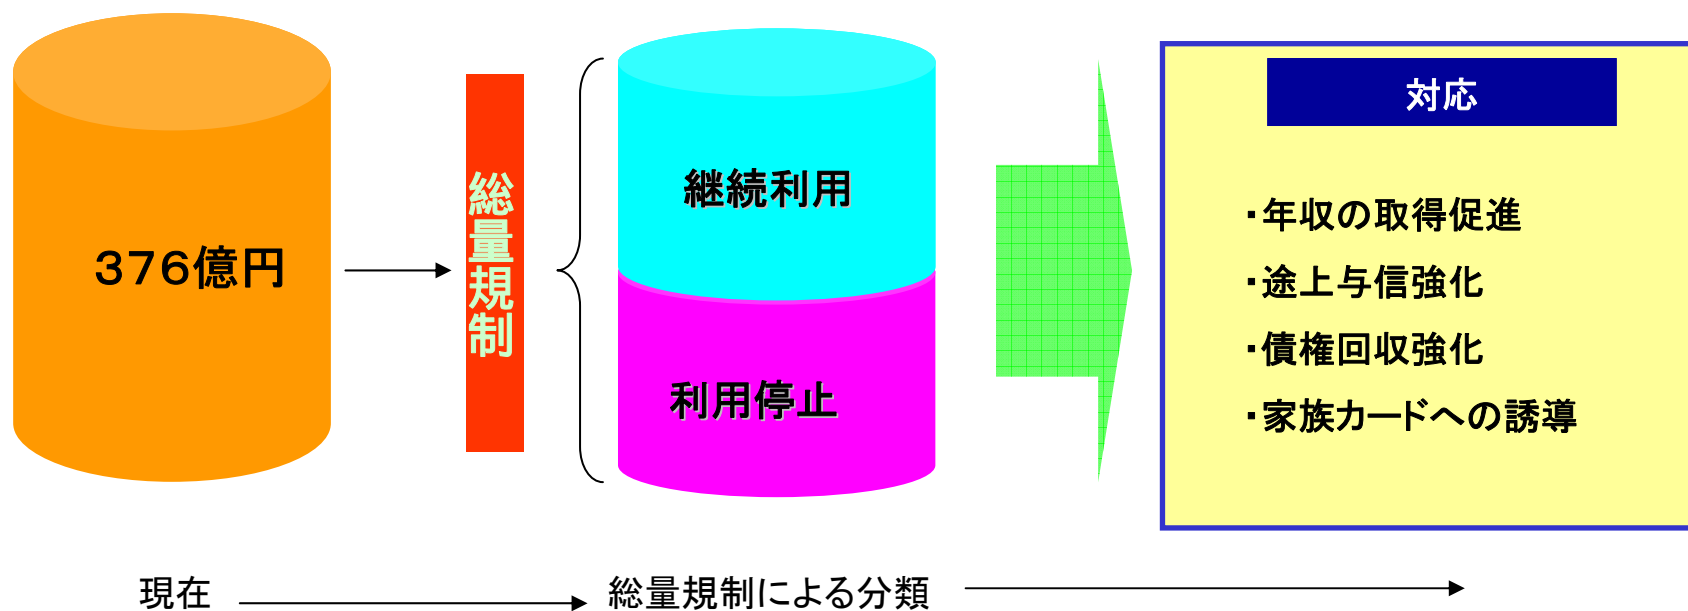 376億円
総量規制
継続利用
利用停止
対応
・年収の取得促進
・途上与信強化
・債権回収強化
・家族カードへの誘導
現在
総量規制による分類